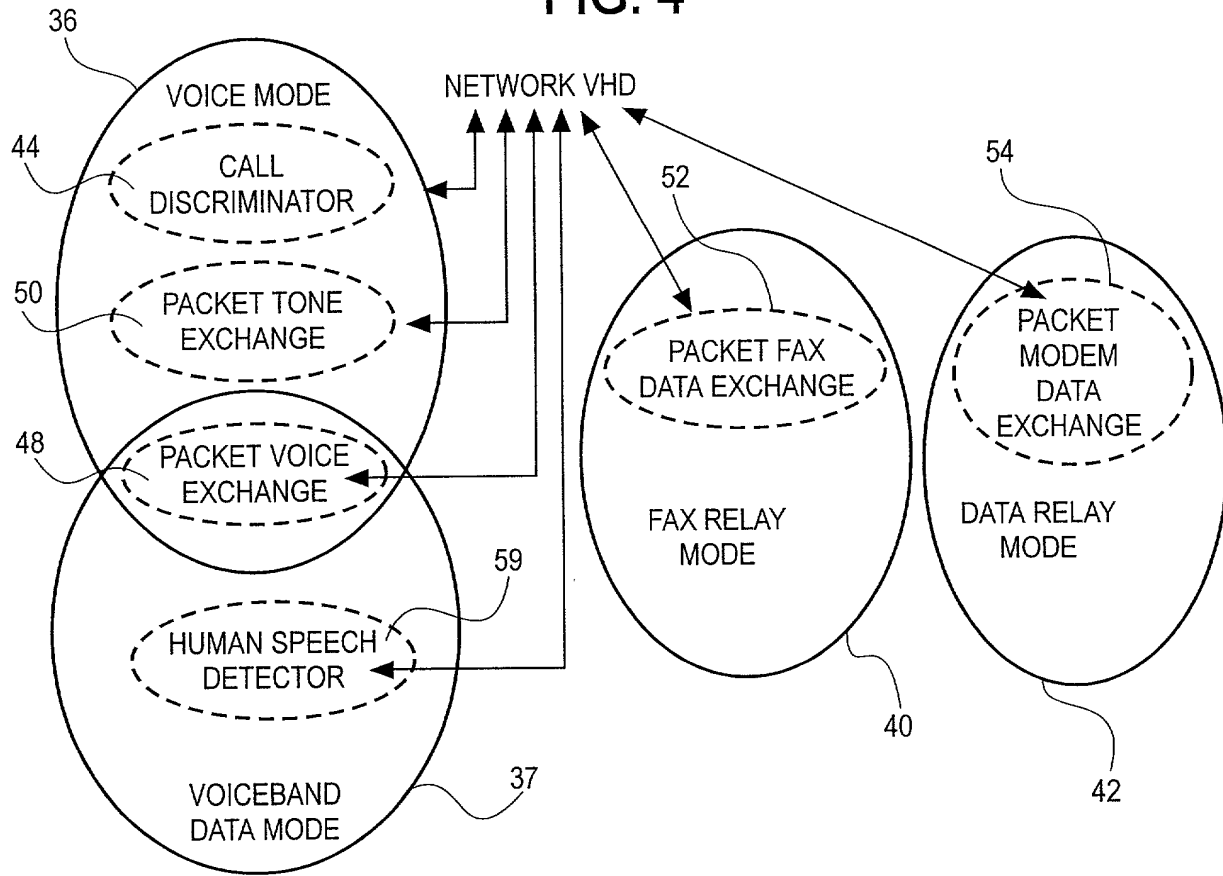 FIG. 4
36
VOICE MODE
NETWORK VHD
44
CALL
DISCRIMINATOR
50
PACKET TONE
EXCHANGE
48
PACKET VOICE
EXCHANGE
59
HUMAN SPEECH
DETECTOR
VOICEBAND
DATA MODE
37
52
PACKET FAX
DATA EXCHANGE
FAX RELAY
MODE
40
54
PACKET
MODEM
DATA
EXCHANGE
DATA RELAY
MODE
42